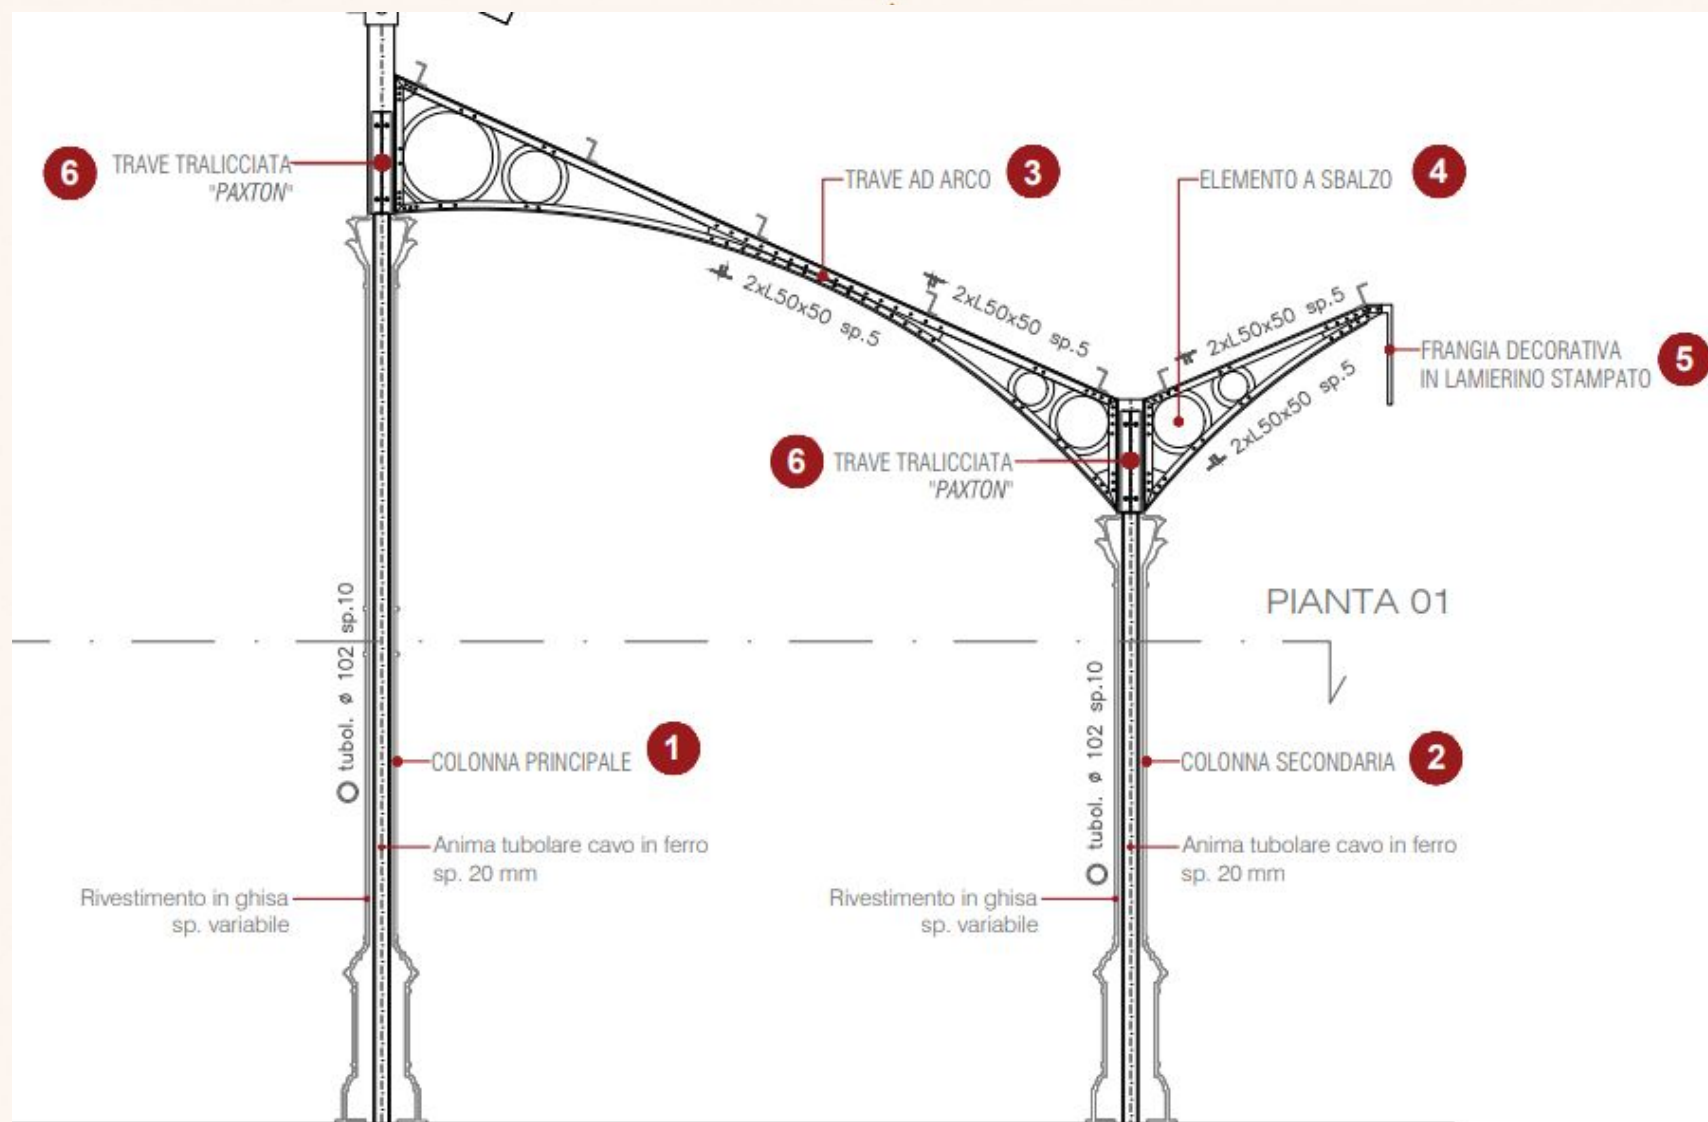 6
TRAVE TRALICCIATA
"PAXTON"
TRAVE AD ARCO
3
ELEMENTO A SBALZO
4
2xL50x50 sp.5
2xL50x50 sp.5
2xL50x50 sp.5
2xL50x50 sp.5
FRANGIA DECORATIVA
IN LAMIERINO STAMPATO
5
6
TRAVE TRALICCIATA
"PAXTON"
PIANTA 01
tubol. ø 102 sp.10
tubol. ø 102 sp.10
COLONNA PRINCIPALE
1
COLONNA SECONDARIA
2
Anima tubolare cavo in ferro
sp. 20 mm
Anima tubolare cavo in ferro
sp. 20 mm
Rivestimento in ghisa
sp. variabile
Rivestimento in ghisa
sp. variabile